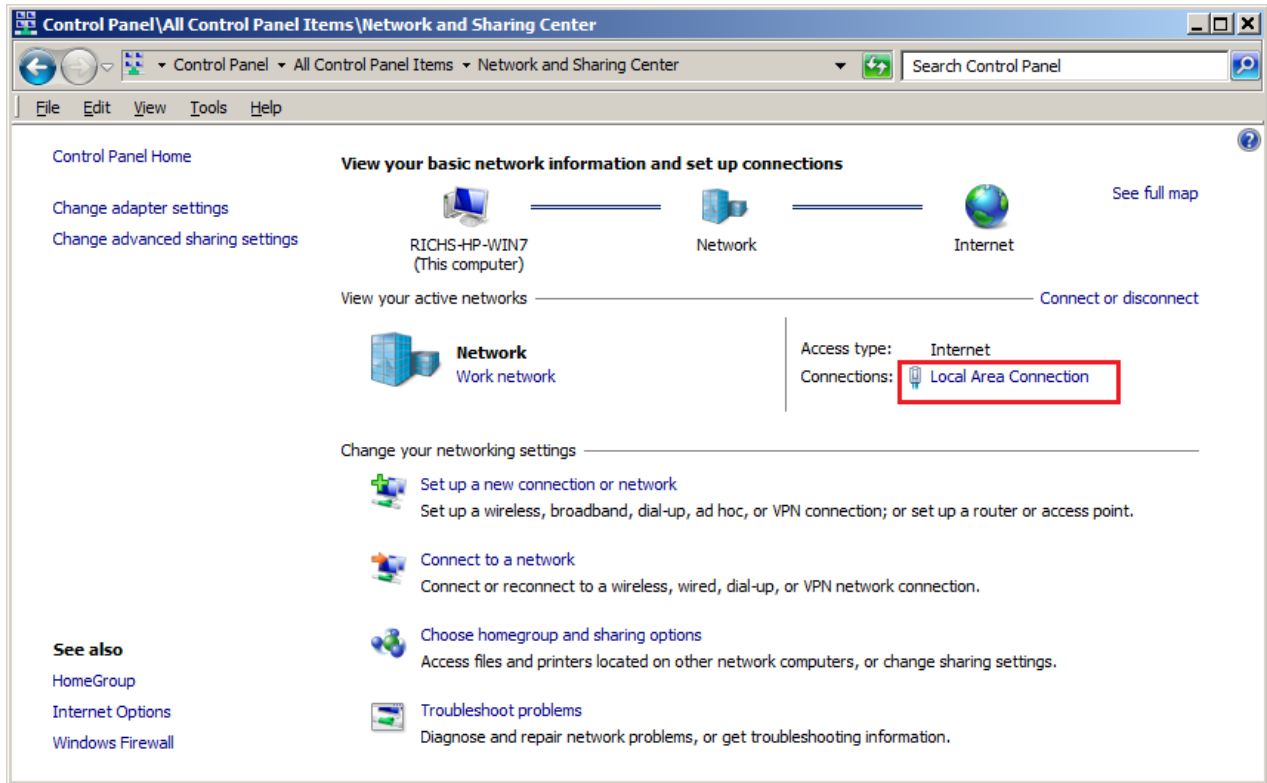 Control Panel\All Control Panel Items\Network and Sharing Center
Control Panel All Control Panel Items Network and Sharing Center Search Control Panel
File Edit View Tools Help
Control Panel Home
Change adapter settings
Change advanced sharing settings
View your basic network information and set up connections
See full map
RICHS-HP-WIN7
(This computer)
Network
Internet
View your active networks
Connect or disconnect
Network
Work network
Access type: Internet
Connections: Local Area Connection
Change your networking settings
Set up a new connection or network
Set up a wireless, broadband, dial-up, ad hoc, or VPN connection; or set up a router or access point.
Connect to a network
Connect or reconnect to a wireless, wired, dial-up, or VPN network connection.
Choose homegroup and sharing options
Access files and printers located on other network computers, or change sharing settings.
Troubleshoot problems
Diagnose and repair network problems, or get troubleshooting information.
See also
HomeGroup
Internet Options
Windows Firewall